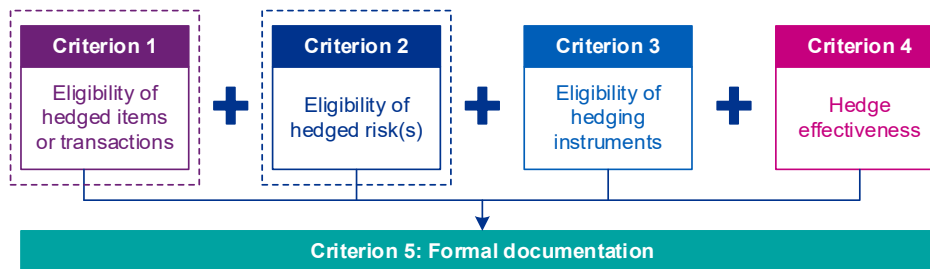 Criterion 1
Eligibility of
hedged items
or transactions
Criterion 2
Eligibility of
hedged risk(s)
Criterion 3
Eligibility of
hedging
instruments
Criterion 4
Hedge
effectiveness
Criterion 5: Formal documentation